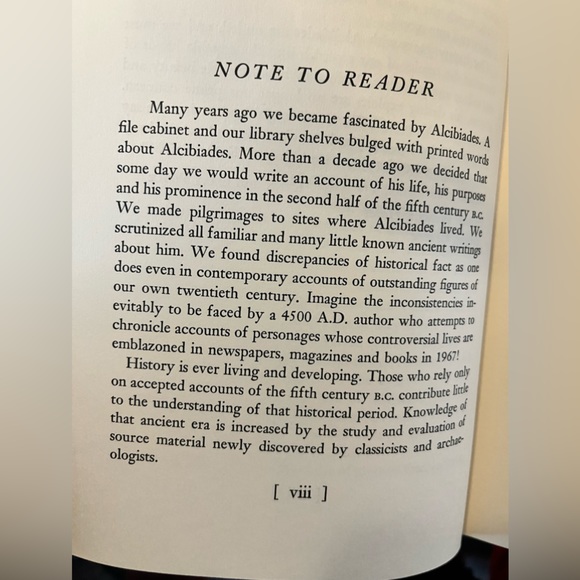 NOTE TO READER
Many years ago we became fascinated by Alcibiades. A
file cabinet and our library shelves bulged with printed words
about Alcibiades. More than a decade ago we decided that
some day we would write an account of his life, his purposes
and his prominence in the second half of the fifth century B.C.
We made pilgrimages to sites where Alcibiades lived. We
scrutinized all familiar and many little known ancient writings
about him. We found discrepancies of historical fact as one
does even in contemporary accounts of outstanding figures of
our own twentieth century. Imagine the inconsistencies in-
evitably to be faced by a 4500 A.D. author who attempts to
chronicle accounts of personages whose controversial lives are
emblazoned in newspapers, magazines and books in 1967!
History is ever living and developing. Those who rely only
on accepted accounts of the fifth century B.C. contribute little
to the understanding of that historical period. Knowledge of
that ancient era is increased by the study and evaluation of
source material newly discovered by classicists and archae-
ologists.
[ viii ]